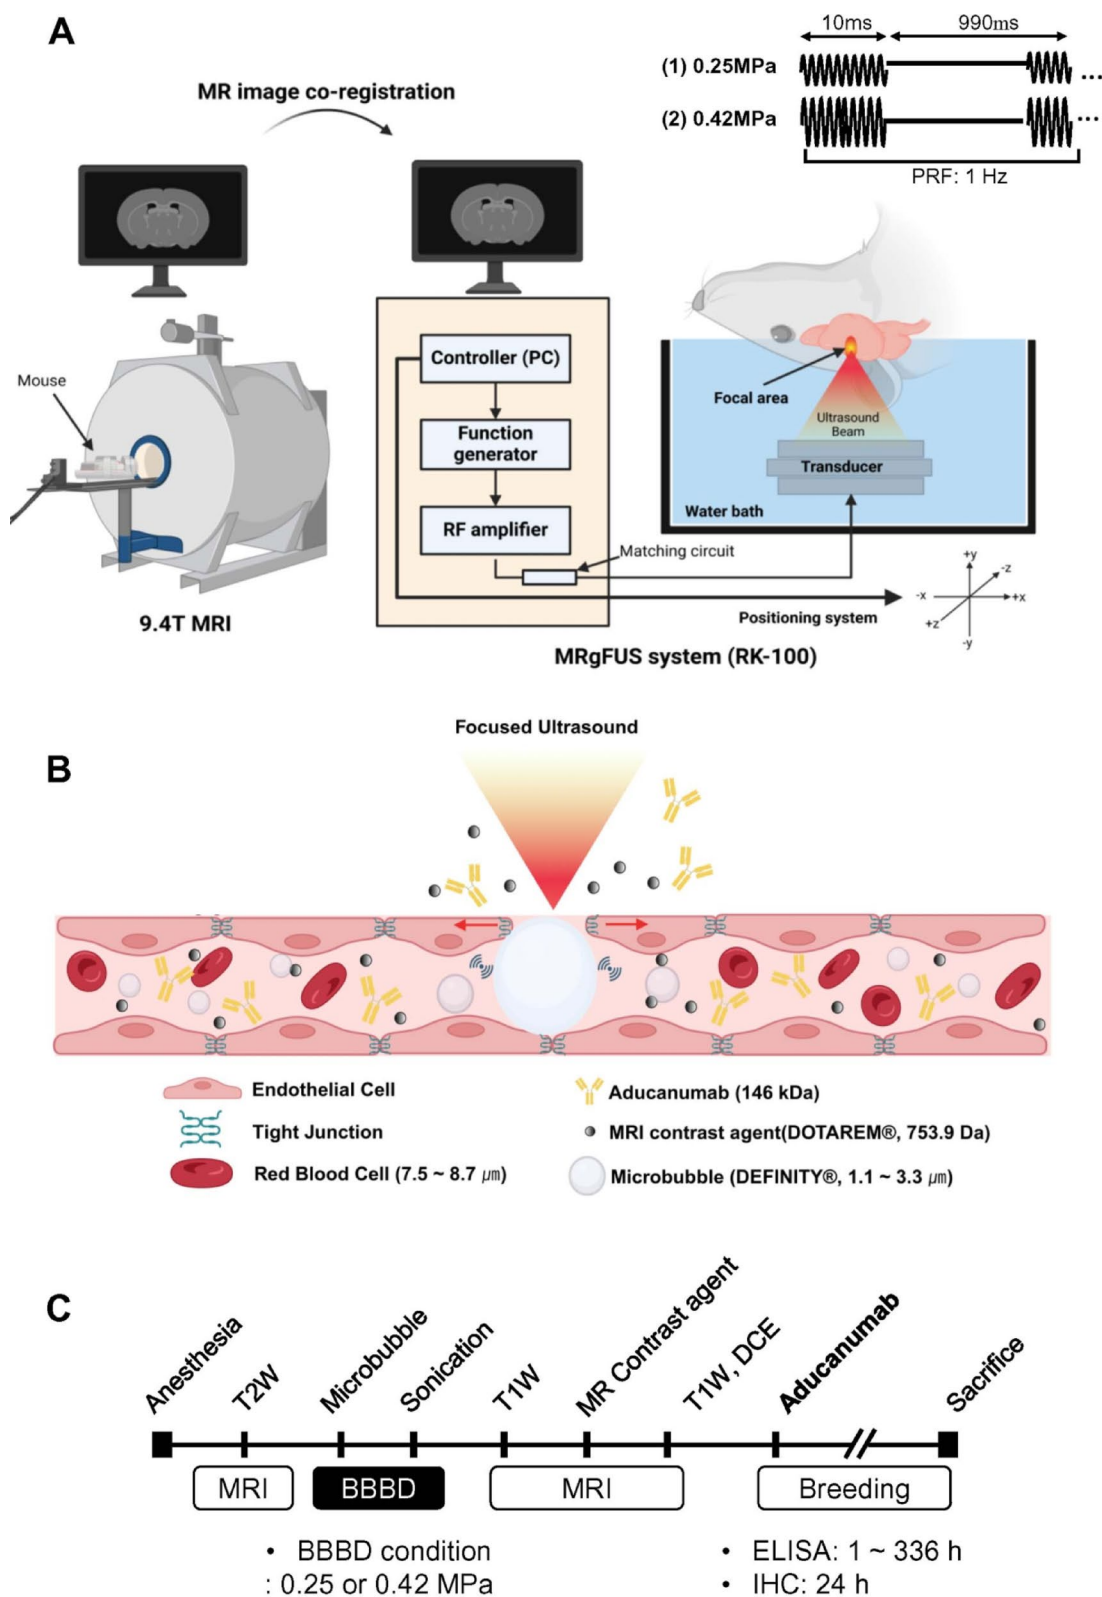 A
10ms
990ms
(1) 0.25MPa
...
(2) 0.42MPa
...
PRF: 1 Hz
MR image co-registration
Mouse
9.4T MRI
Controller (PC)
Function
generator
RF amplifier
Matching circuit
Focal area
Ultrasound
Beam
Transducer
Water bath
Positioning system
+y
-z
-x
+x
+z
-y
MRgFUS system (RK-100)
B
Focused Ultrasound
Endothelial Cell
Tight Junction
Red Blood Cell (7.5 ~ 8.7 ㎛)
Aducanumab (146 kDa)
MRI contrast agent(DOTAREM®, 753.9 Da)
Microbubble (DEFINITY®, 1.1 ~ 3.3 ㎛)
C
Anesthesia
T2W
Microbubble
Sonication
T1W
MR Contrast agent
T1W, DCE
Aducanumab
Sacrifice
MRI
BBBD
MRI
Breeding
• BBBD condition
: 0.25 or 0.42 MPa
• ELISA: 1 ~ 336 h
• IHC: 24 h